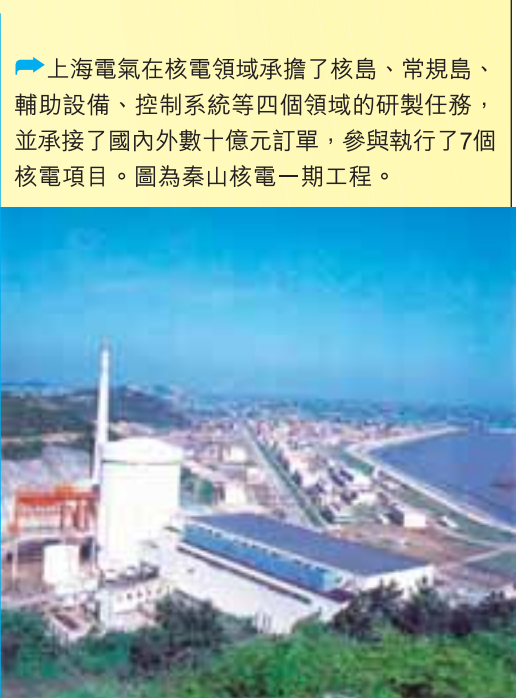 上海電氣在核電領域承擔了核島、常規島、
輔助設備、控制系統等四個領域的研製任務，
並承接了國內外數十億元訂單，參與執行了7個
核電項目。圖為秦山核電一期工程。